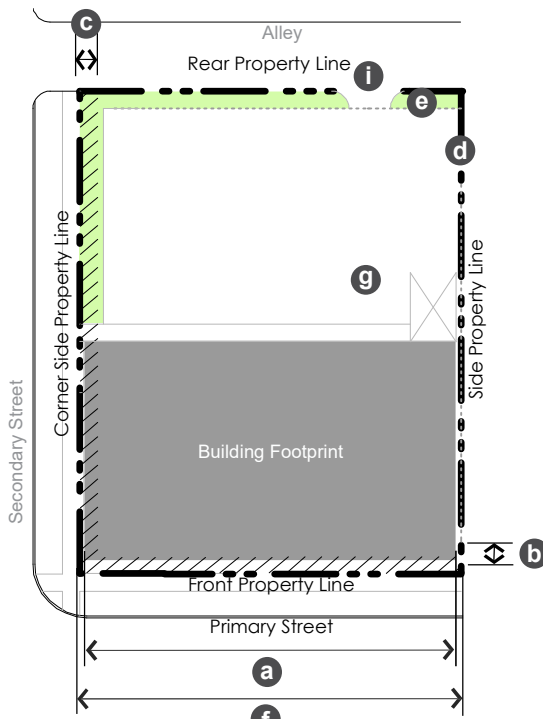 c
Alley
Rear Property Line
i
e
d
Corner Side Property Line
Side Property Line
g
Secondary Street
Building Footprint
b
Front Property Line
Primary Street
a
f